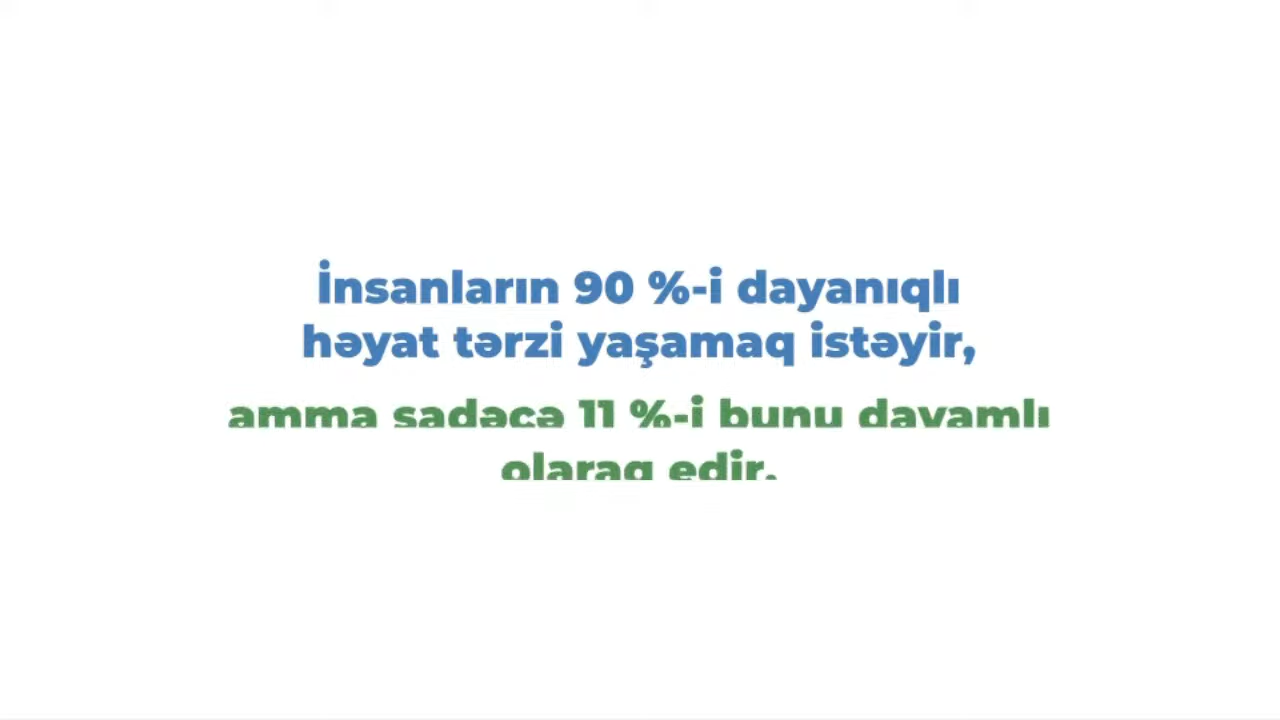 İnsanların 90 %-i dayanıqlı
həyat tərzi yaşamaq istəyir,
amma sadəcə 11 %-i bunu davamlı
olaraq edir.